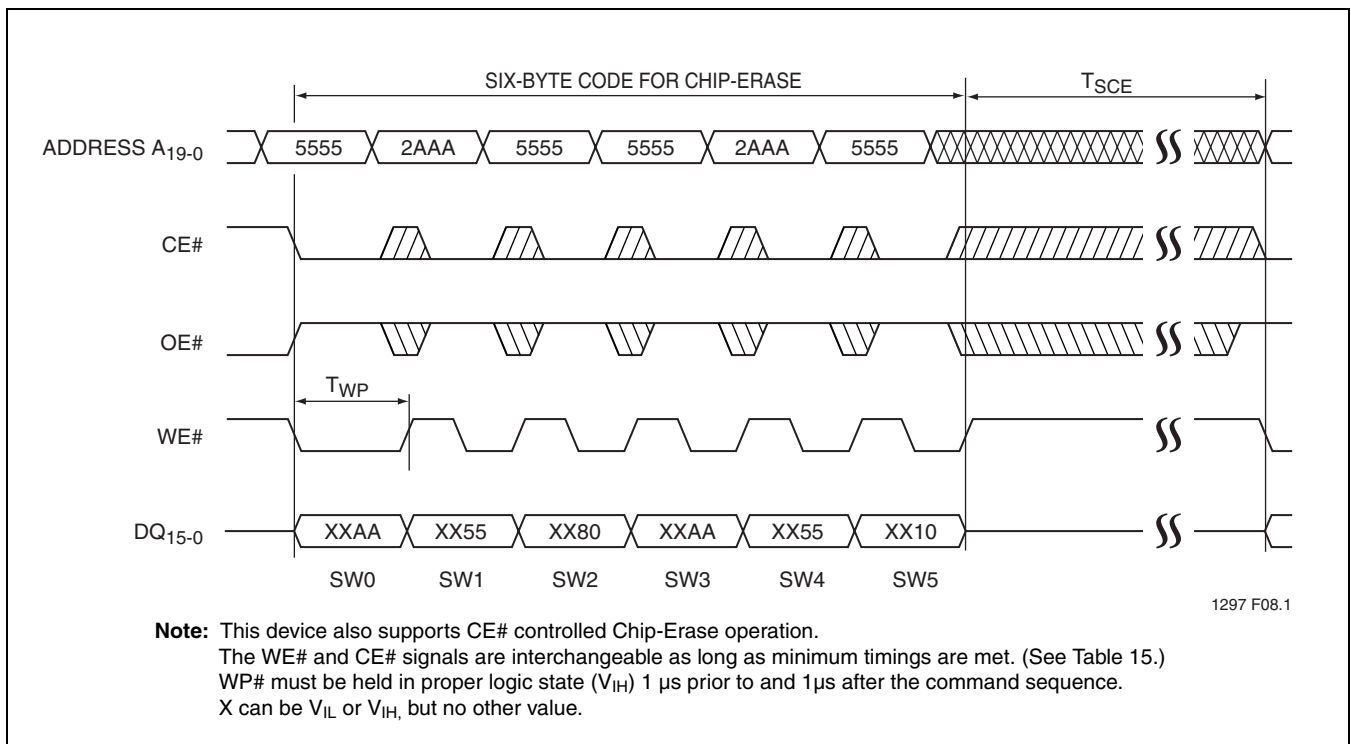 SIX-BYTE CODE FOR CHIP-ERASE
TSCE
ADDRESS A19-0
5555 2AAA 5555 5555 2AAA 5555
CE#
OE#
TWP
WE#
DQ15-0
XXAA XX55 XX80 XXAA XX55 XX10
SW0 SW1 SW2 SW3 SW4 SW5
1297 F08.1
Note: This device also supports CE# controlled Chip-Erase operation.
The WE# and CE# signals are interchangeable as long as minimum timings are met. (See Table 15.)
WP# must be held in proper logic state (VIH) 1 µs prior to and 1µs after the command sequence.
X can be VIL or VIH, but no other value.